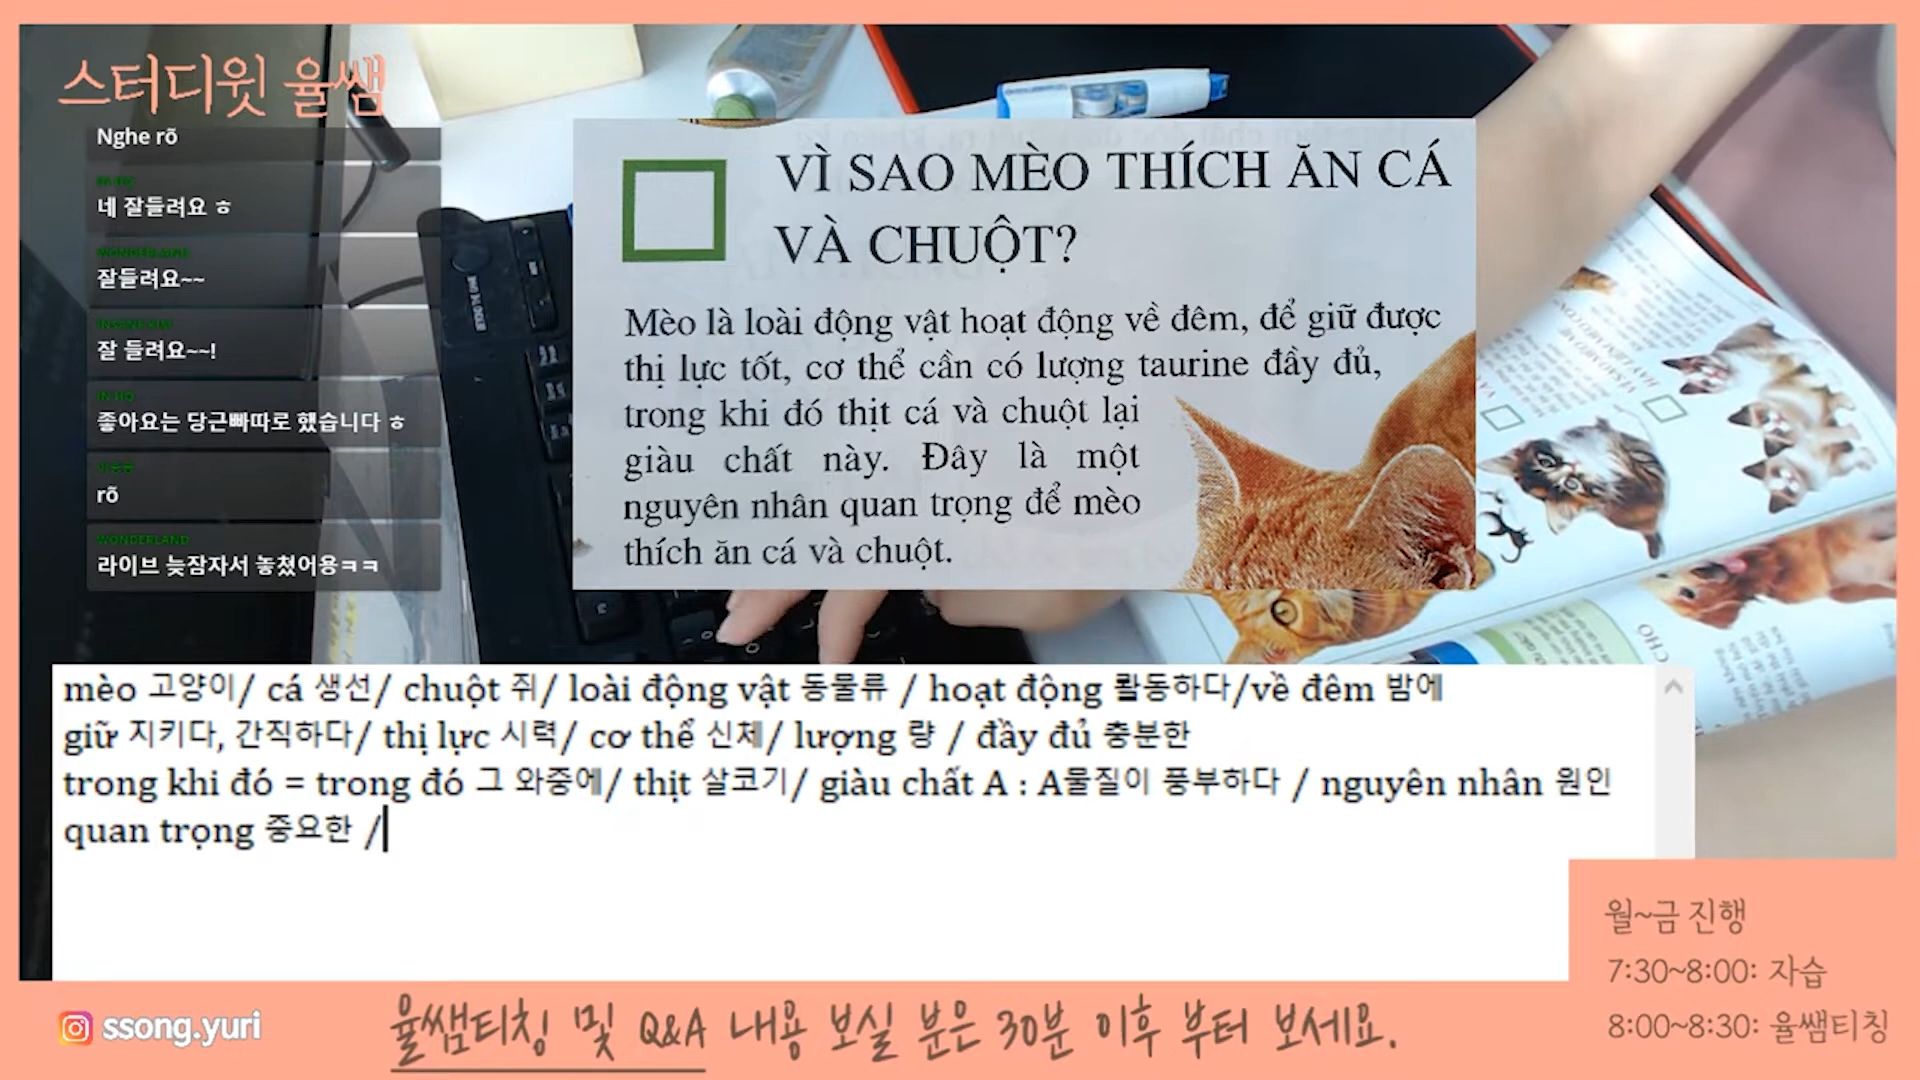 스터디윗 율쌤
Nghe rõ
IN HO
네 잘들려요 ㅎ
WONDERLAND
잘들려요~~
잘 들려요~~!
IN HO
좋아요는 당근빠따로 했습니다 ㅎ
rõ
WONDERLAND
라이브 늦잠자서 놓쳤어용ㅋㅋ
VÌ SAO MÈO THÍCH ĂN CÁ
VÀ CHUỘT?
Mèo là loài động vật hoạt động về đêm, để giữ được
thị lực tốt, cơ thể cần có lượng taurine đầy đủ,
trong khi đó thịt cá và chuột lại
giàu chất này. Đây là một
nguyên nhân quan trọng để mèo
thích ăn cá và chuột.
mèo 고양이/ cá 생선/ chuột 쥐/ loài động vật 동물류 / hoạt động 활동하다/về đêm 밤에
giữ 지키다, 간직하다/ thị lực 시력/ cơ thể 신체/ lượng 량 / đầy đủ 충분한
trong khi đó = trong đó 그 와중에/ thịt 살코기/ giàu chất A : A물질이 풍부하다 / nguyên nhân 원인
quan trọng 중요한 /
월~금 진행
7:30~8:00: 자습
8:00~8:30: 율쌤티칭
ssong.yuri
율쌤티칭 및 Q&A 내용 보실 분은 30분 이후 부터 보세요.